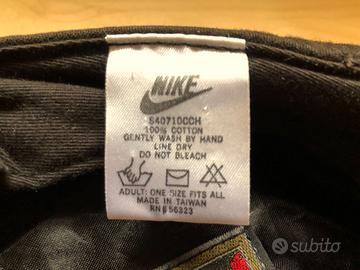 NIKE
S40710CCH
100% COTTON
GENTLY WASH BY HAND
LINE DRY
DO NOT BLEACH
ADULT: ONE SIZE FITS ALL
MADE IN TAIWAN
RN# 56323
subito